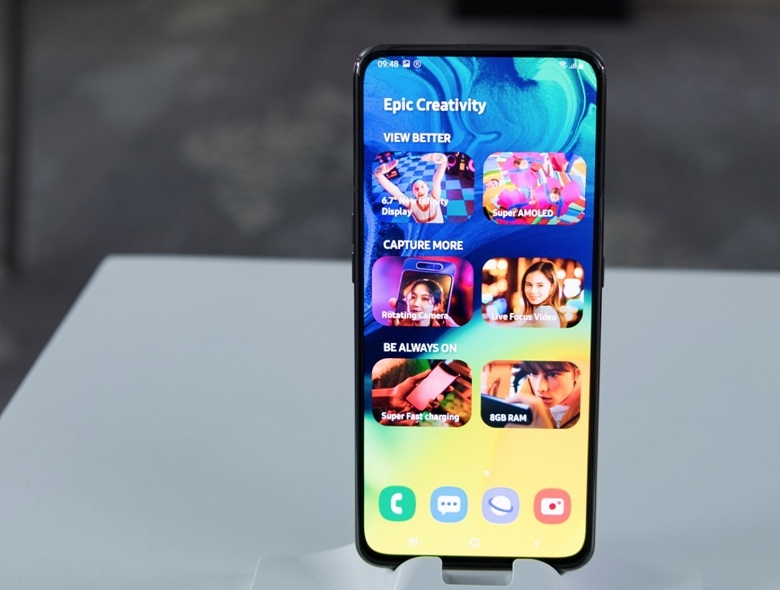 09:48
Epic Creativity
VIEW BETTER
6.7" New Infinity
Display
Super AMOLED
CAPTURE MORE
Rotating Camera
Live Focus Video
BE ALWAYS ON
Super Fast charging
8GB RAM